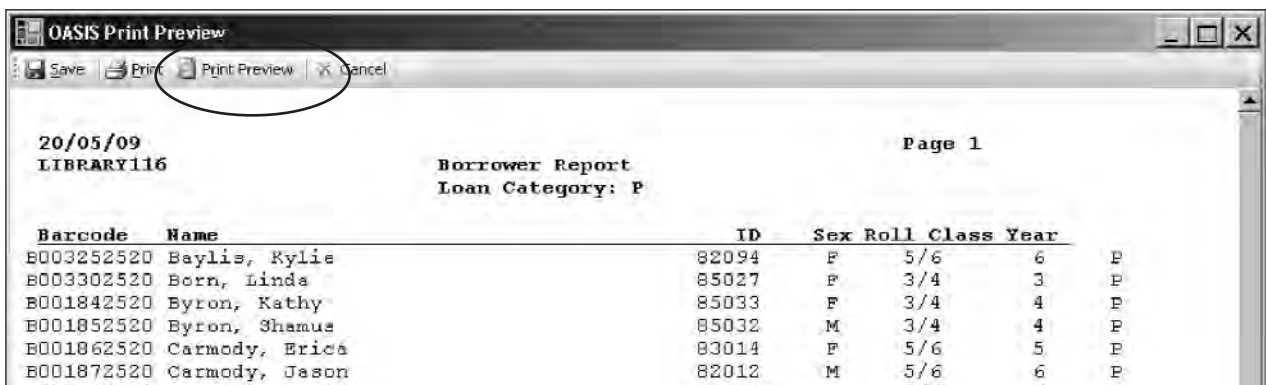 OASIS Print Preview
Save Print Print Preview Cancel
20/05/09 Page 1
LIBRARY116 Borrower Report
Loan Category: P
Barcode Name ID Sex Roll Class Year
B003252520 Baylis, Kylie 82094 F 5/6 6 P
B003302520 Born, Linda 85027 F 3/4 3 P
B001842520 Byron, Kathy 85033 F 3/4 4 P
B001852520 Byron, Shamus 85032 M 3/4 4 P
B001862520 Carmody, Erica 83014 F 5/6 5 P
B001872520 Carmody, Jason 82012 M 5/6 6 P